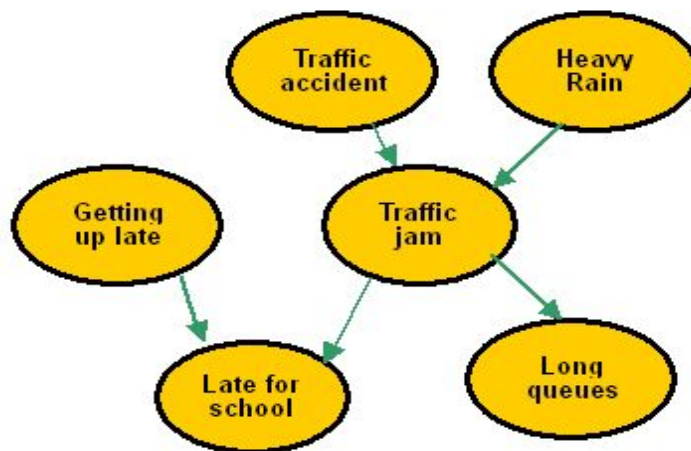 Traffic
accident
Heavy
Rain
Getting
up late
Traffic
jam
Late for
school
Long
queues